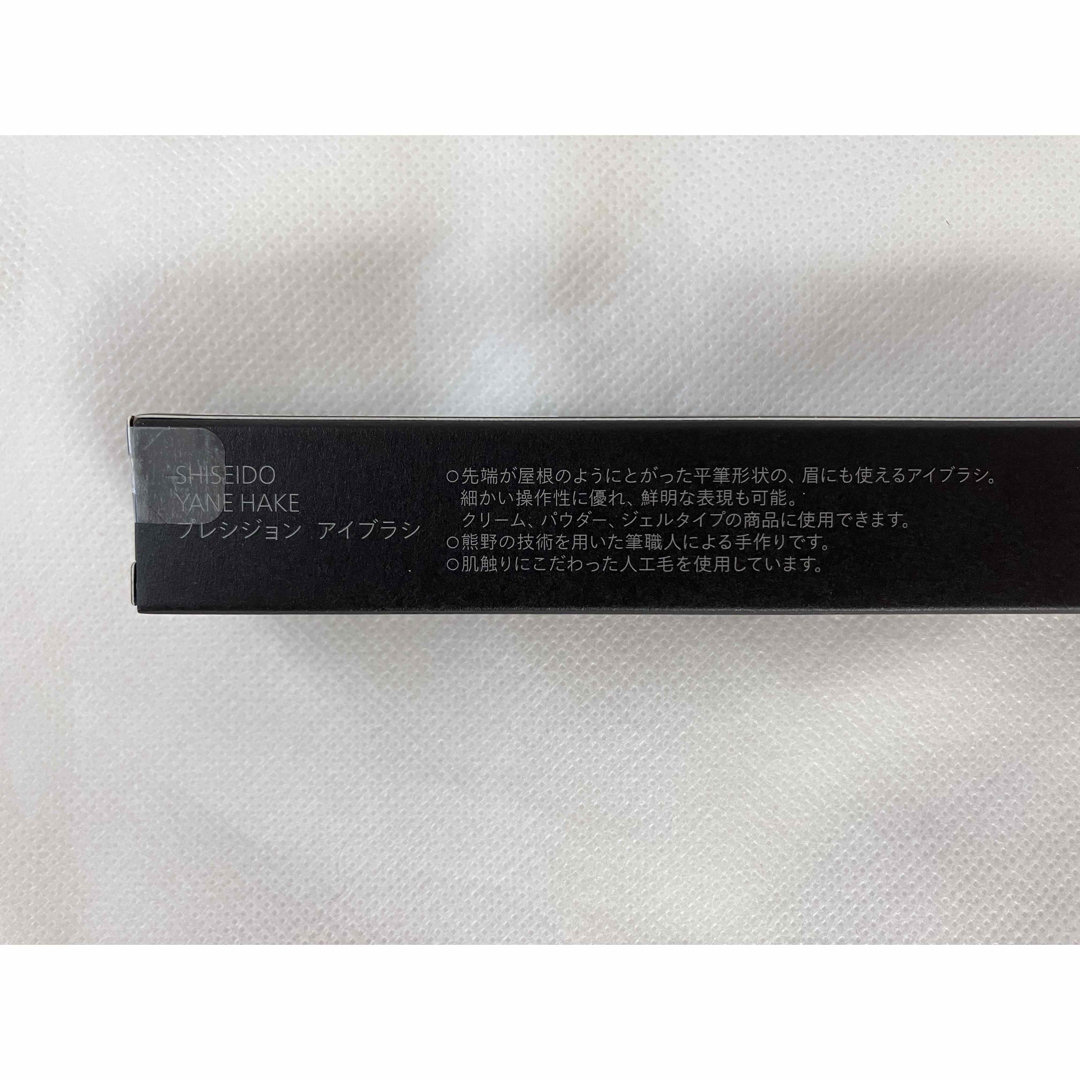 SHISEIDO
YANE HAKE
プレシジョン アイブラシ
○先端が屋根のようにとがった平筆形状の、眉にも使えるアイブラシ。
細かい操作性に優れ、鮮明な表現も可能。
クリーム、パウダー、ジェルタイプの商品に使用できます。
○熊野の技術を用いた筆職人による手作りです。
○肌触りにこだわった人工毛を使用しています。